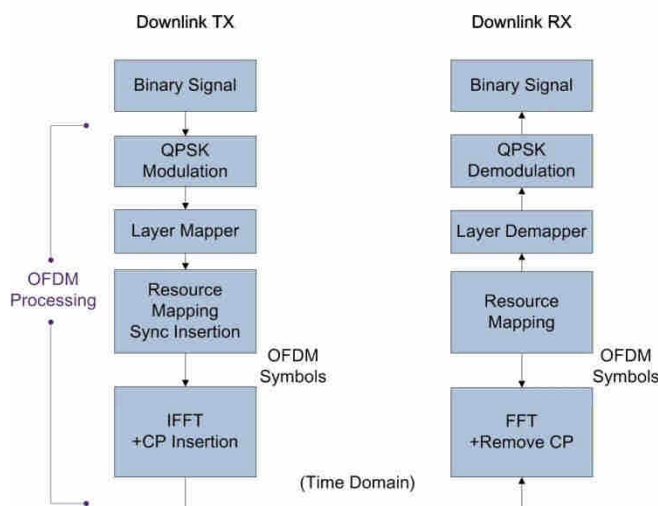 Downlink TX
Binary Signal
QPSK
Modulation
Layer Mapper
Resource
Mapping
Sync Insertion
OFDM
Symbols
IFFT
+CP Insertion
OFDM
Processing
(Time Domain)
Downlink RX
Binary Signal
QPSK
Demodulation
Layer Demapper
Resource
Mapping
OFDM
Symbols
FFT
+Remove CP